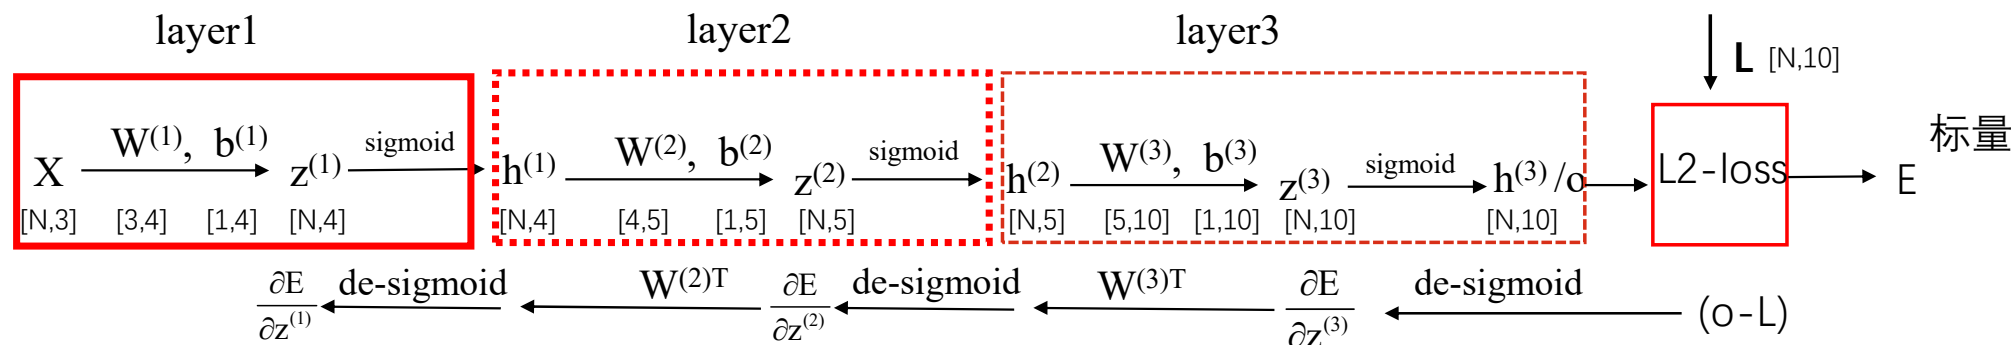 layer1 layer2 layer3
L [N,10]
标量
X W(1), b(1) z(1) sigmoid h(1) W(2), b(2) z(2) sigmoid h(2) W(3), b(3) z(3) sigmoid h(3) /o L2-loss E
[N,3] [3,4] [1,4] [N,4] [N,4] [4,5] [1,5] [N,5] [N,5] [5,10] [1,10] [N,10] [N,10]
∂E/∂z(1) de-sigmoid W(2)T ∂E/∂z(2) de-sigmoid W(3)T ∂E/∂z(3) de-sigmoid (o-L)